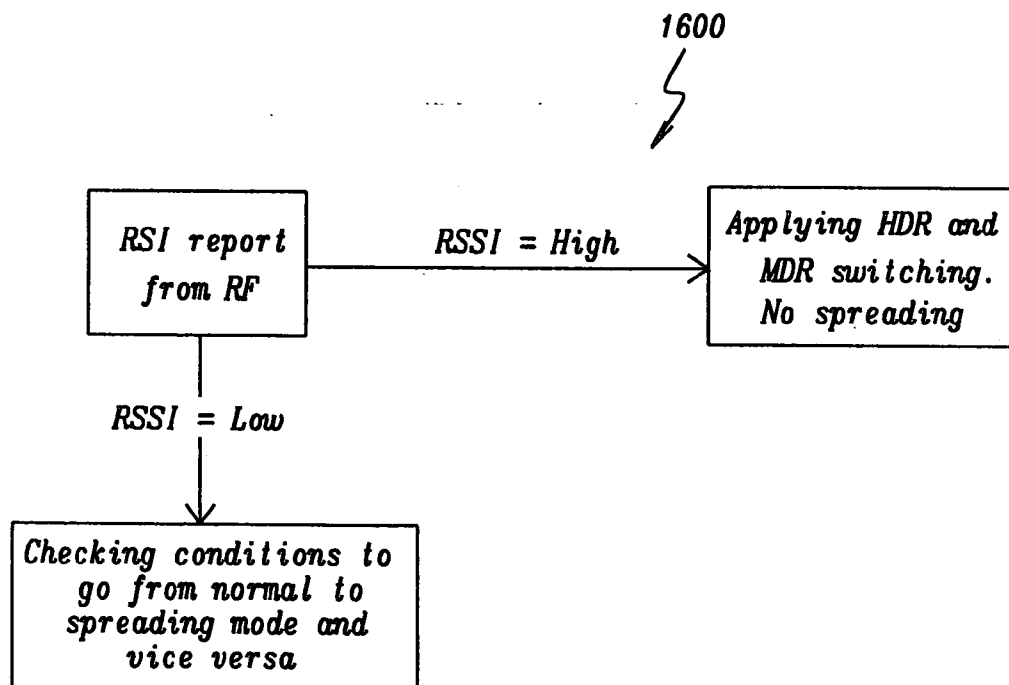 1600
RSI report
from RF
RSSI = High
Applying HDR and
MDR switching.
No spreading
RSSI = Low
Checking conditions to
go from normal to
spreading mode and
vice versa